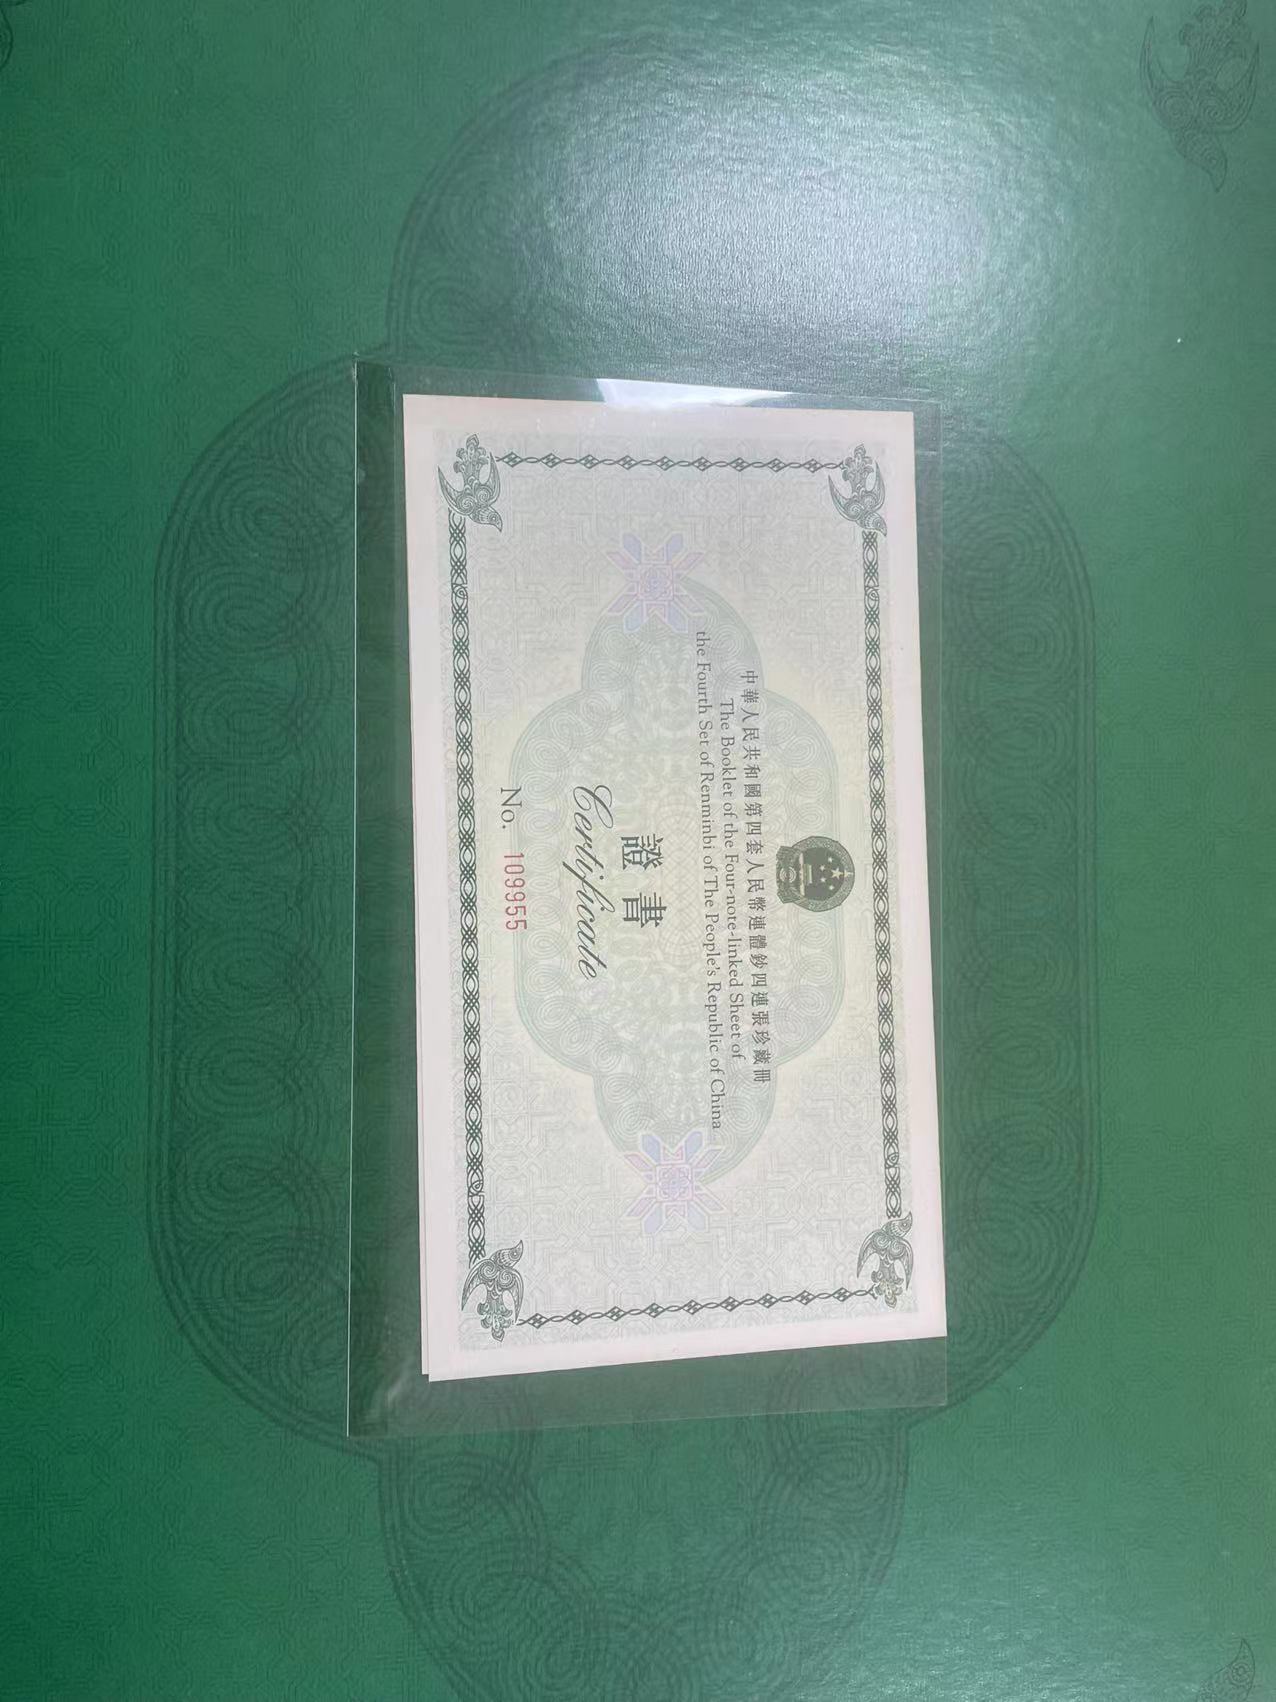 中華人民共和國第四套人民幣連體鈔四連張珍藏冊
The Booklet of the Four-note-linked Sheet of
the Fourth Set of Renminbi of The People's Republic of China
證書
Certificate
No. 109955